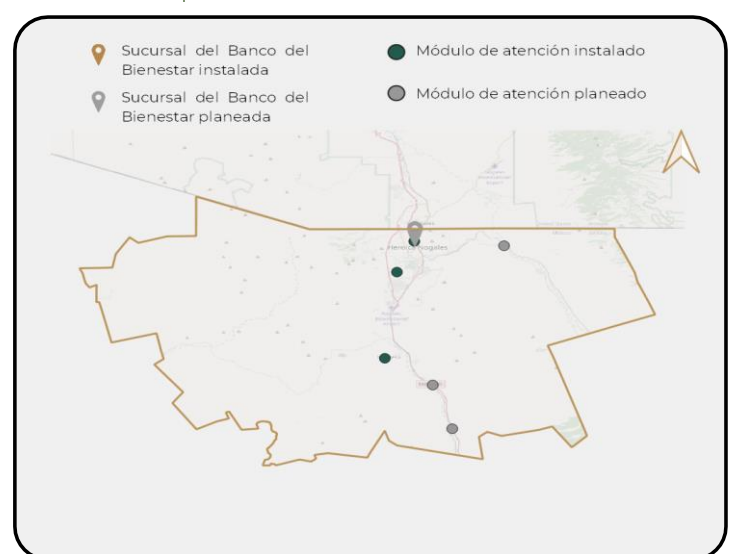 Sucursal del Banco del
Bienestar instalada
Módulo de atención instalado
Sucursal del Banco del
Bienestar planeada
Módulo de atención planeado
Nogales